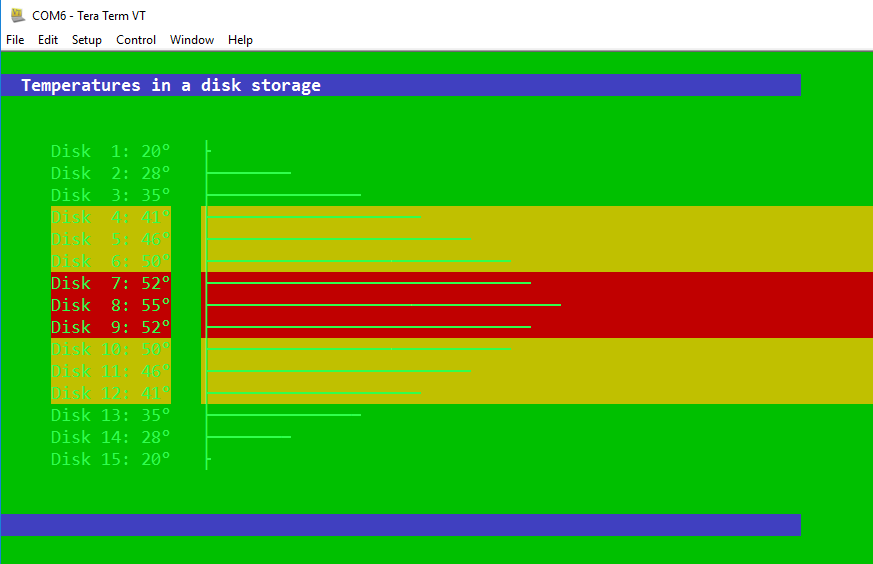 COM6 - Tera Term VT
File Edit Setup Control Window Help
Temperatures in a disk storage
Disk 1: 20°
Disk 2: 28°
Disk 3: 35°
Disk 4: 41°
Disk 5: 46°
Disk 6: 50°
Disk 7: 52°
Disk 8: 55°
Disk 9: 52°
Disk 10: 50°
Disk 11: 46°
Disk 12: 41°
Disk 13: 35°
Disk 14: 28°
Disk 15: 20°